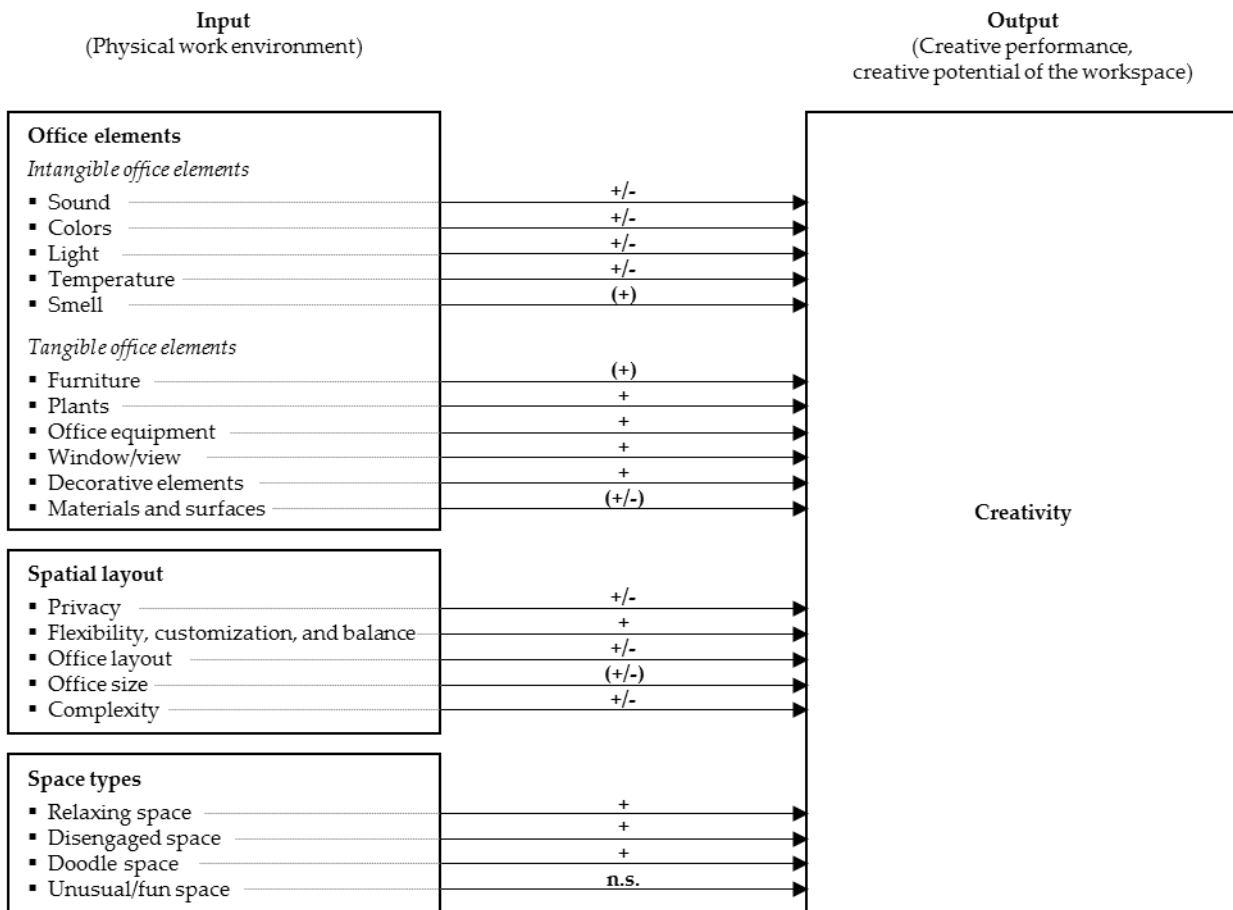 Input
(Physical work environment)
Output
(Creative performance,
creative potential of the workspace)
Office elements
Intangible office elements
▪ Sound +/-
▪ Colors +/-
▪ Light +/-
▪ Temperature +/-
▪ Smell (+)
Tangible office elements
▪ Furniture (+)
▪ Plants +
▪ Office equipment +
▪ Window/view +
▪ Decorative elements +
▪ Materials and surfaces (+/-)
Creativity
Spatial layout
▪ Privacy +/-
▪ Flexibility, customization, and balance +
▪ Office layout +/-
▪ Office size (+/-)
▪ Complexity +/-
Space types
▪ Relaxing space +
▪ Disengaged space +
▪ Doodle space +
▪ Unusual/fun space n.s.